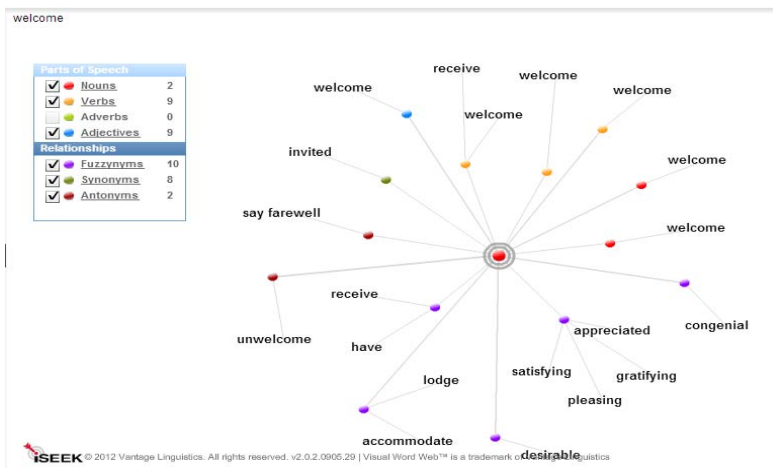 welcome
Parts of Speech
Nouns 2
Verbs 9
Adverbs 0
Adjectives 9
Relationships
Fuzzynyms 10
Synonyms 8
Antonyms 2
receive
welcome
welcome
welcome
welcome
invited
welcome
say farewell
welcome
receive
unwelcome
have
appreciated
congenial
satisfying
gratifying
lodge
pleasing
accommodate
desirable
iSEEK © 2012 Vantage Linguistics. All rights reserved. v2.0.2.0905.29 | Visual Word Web™ is a trademark of Vantage Linguistics